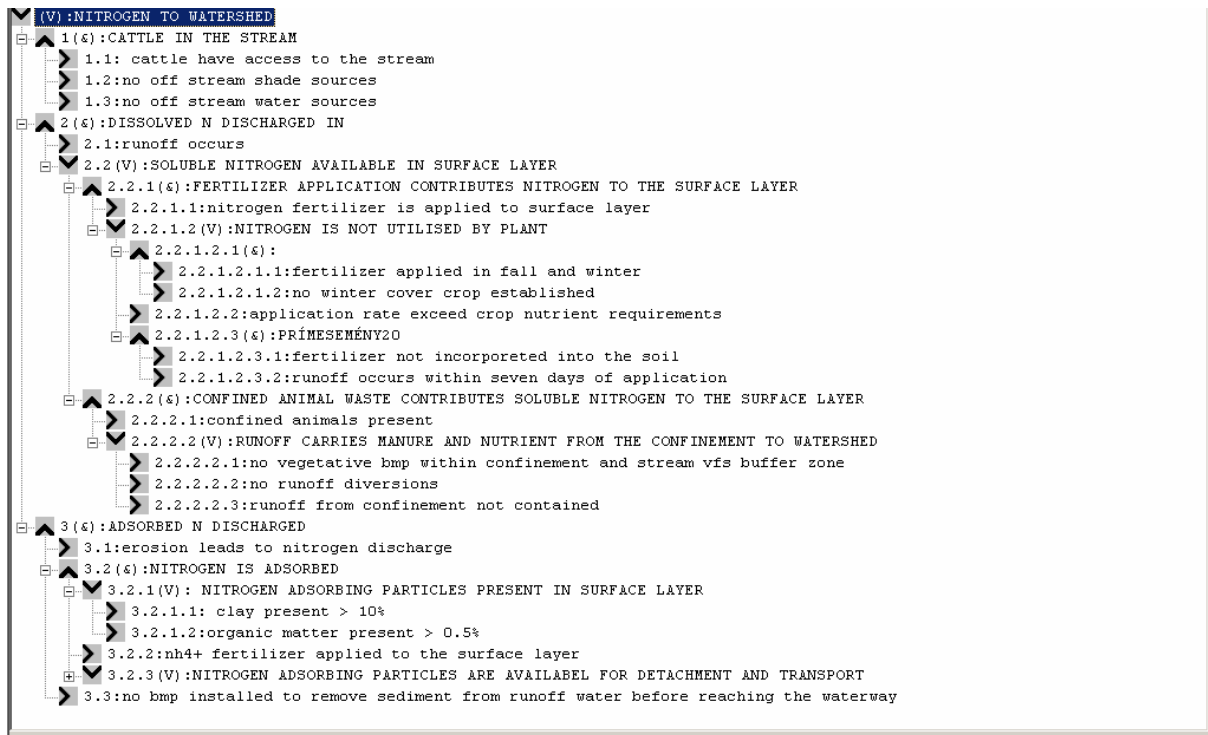 (V):NITROGEN TO WATERSHED
1(&):CATTLE IN THE STREAM
1.1: cattle have access to the stream
1.2:no off stream shade sources
1.3:no off stream water sources
2(&):DISSOLVED N DISCHARGED IN
2.1:runoff occurs
2.2(V):SOLUBLE NITROGEN AVAILABLE IN SURFACE LAYER
2.2.1(&):FERTILIZER APPLICATION CONTRIBUTES NITROGEN TO THE SURFACE LAYER
2.2.1.1:nitrogen fertilizer is applied to surface layer
2.2.1.2(V):NITROGEN IS NOT UTILISED BY PLANT
2.2.1.2.1(&):
2.2.1.2.1.1:fertilizer applied in fall and winter
2.2.1.2.1.2:no winter cover crop established
2.2.1.2.2:application rate exceed crop nutrient requirements
2.2.1.2.3(&):PRÍMESEMÉNY20
2.2.1.2.3.1:fertilizer not incorporeted into the soil
2.2.1.2.3.2:runoff occurs within seven days of application
2.2.2(&):CONFINED ANIMAL WASTE CONTRIBUTES SOLUBLE NITROGEN TO THE SURFACE LAYER
2.2.2.1:confined animals present
2.2.2.2(V):RUNOFF CARRIES MANURE AND NUTRIENT FROM THE CONFINEMENT TO WATERSHED
2.2.2.2.1:no vegetative bmp within confinement and stream vfs buffer zone
2.2.2.2.2:no runoff diversions
2.2.2.2.3:runoff from confinement not contained
3(&):ADSORBED N DISCHARGED
3.1:erosion leads to nitrogen discharge
3.2(&):NITROGEN IS ADSORBED
3.2.1(V): NITROGEN ADSORBING PARTICLES PRESENT IN SURFACE LAYER
3.2.1.1: clay present > 10%
3.2.1.2:organic matter present > 0.5%
3.2.2:nh4+ fertilizer applied to the surface layer
3.2.3(V):NITROGEN ADSORBING PARTICLES ARE AVAILABEL FOR DETACHMENT AND TRANSPORT
3.3:no bmp installed to remove sediment from runoff water before reaching the waterway